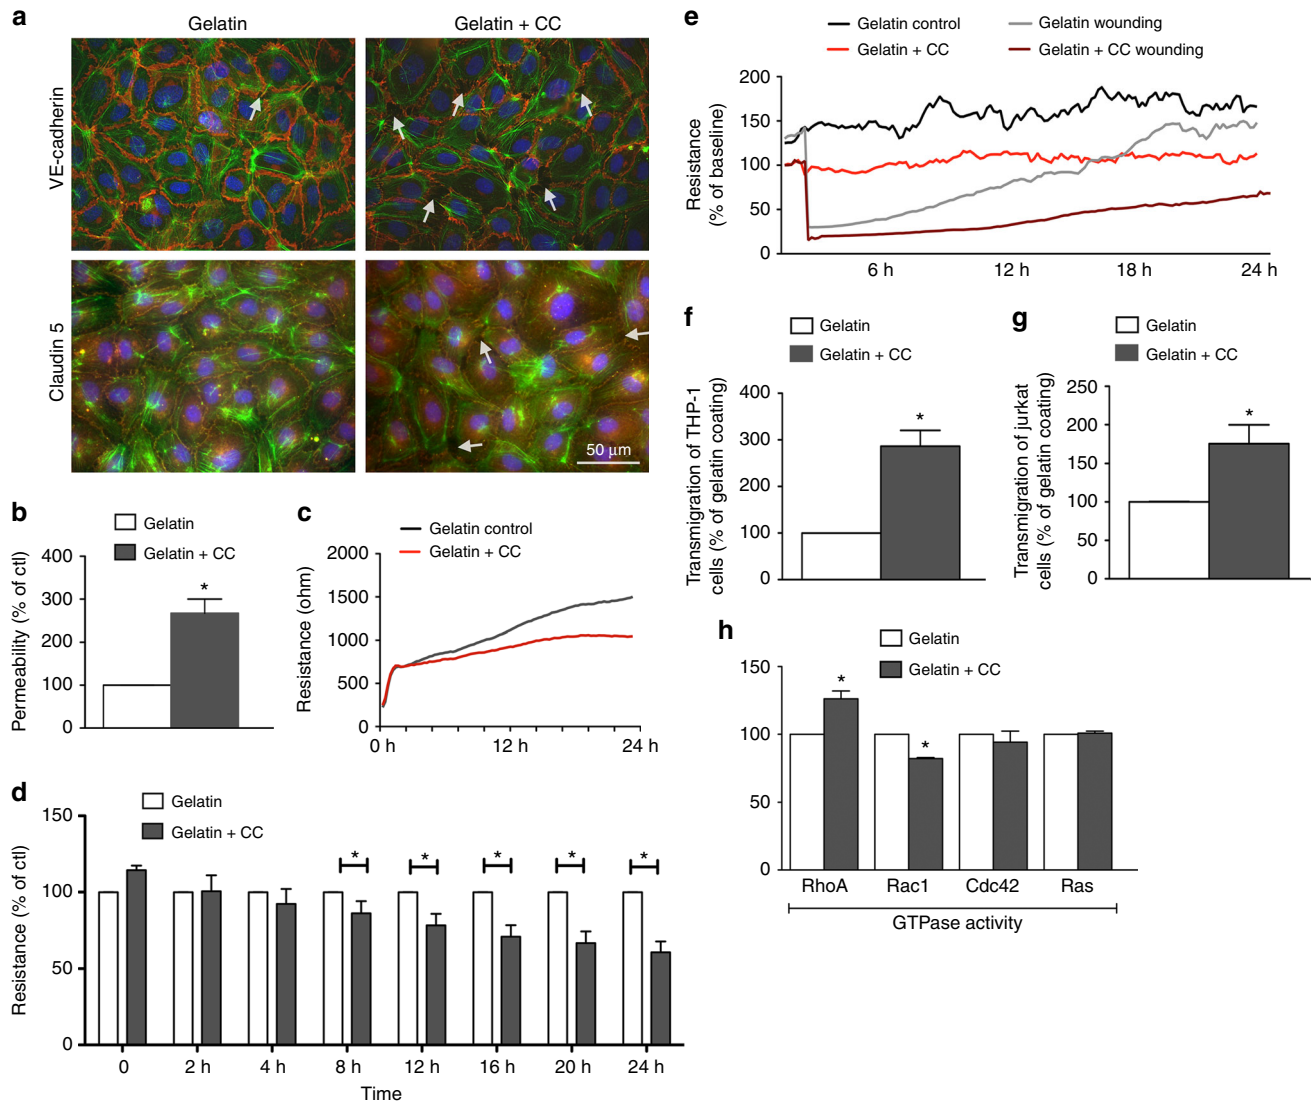 a
Gelatin
Gelatin + CC
VE-cadherin
Claudin 5
50 μm
b
Gelatin
Gelatin + CC
Permeability (% of ctl)
400
300
200
100
0
*
c
Gelatin control
Gelatin + CC
Resistance (ohm)
2000
1500
1000
500
0
0 h
12 h
24 h
d
Gelatin
Gelatin + CC
Resistance (% of ctl)
150
100
50
0
* * * * *
0 2 h 4 h 8 h 12 h 16 h 20 h 24 h
Time
e
Gelatin control
Gelatin + CC
Gelatin wounding
Gelatin + CC wounding
Resistance
(% of baseline)
200
150
100
50
0
6 h 12 h 18 h 24 h
f
Gelatin
Gelatin + CC
Transmigration of THP-1
cells (% of gelatin coating)
400
300
200
100
0
*
g
Gelatin
Gelatin + CC
Transmigration of jurkat
cells (% of gelatin coating)
250
200
150
100
50
0
*
h
Gelatin
Gelatin + CC
150
100
50
0
* *
RhoA Rac1 Cdc42 Ras
GTPase activity